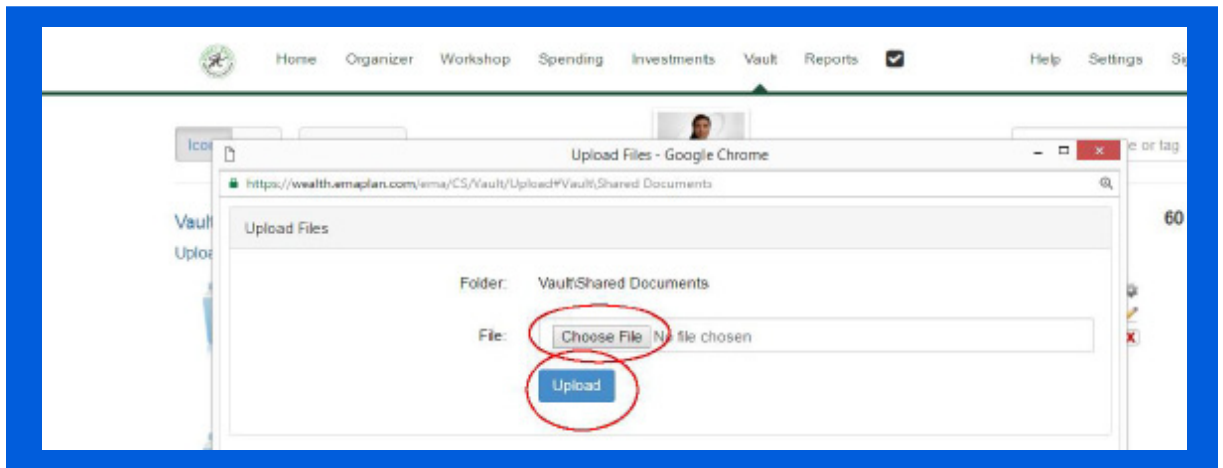 Home Organizer Workshop Spending Investments Vault Reports Help Settings
Upload Files - Google Chrome
e or tag
https://wealth.emaplan.com/ema/CS/Vault/Upload#Vault\Shared Documents
Vault
Upload Files
60
Folder: Vault\Shared Documents
File: Choose File No file chosen
Upload